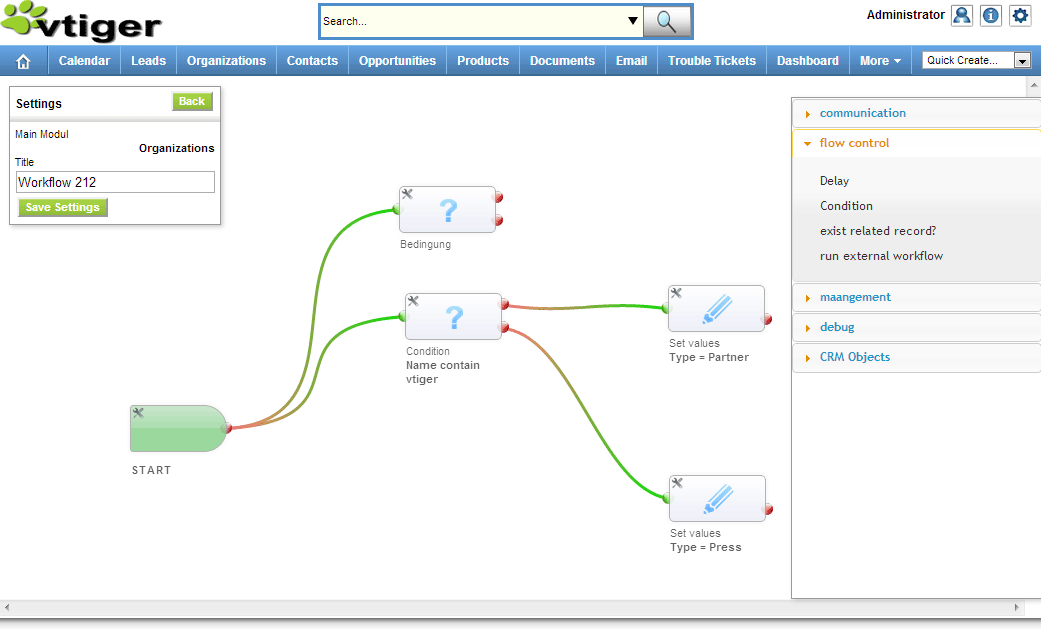 vtiger
Search...
Administrator
Calendar Leads Organizations Contacts Opportunities Products Documents Email Trouble Tickets Dashboard More Quick Create...
Settings Back
Main Modul
Organizations
Title
Workflow 212
Save Settings
?
Bedingung
?
Condition
Name contain
vtiger
START
Set values
Type = Partner
Set values
Type = Press
communication
flow control
Delay
Condition
exist related record?
run external workflow
maangement
debug
CRM Objects